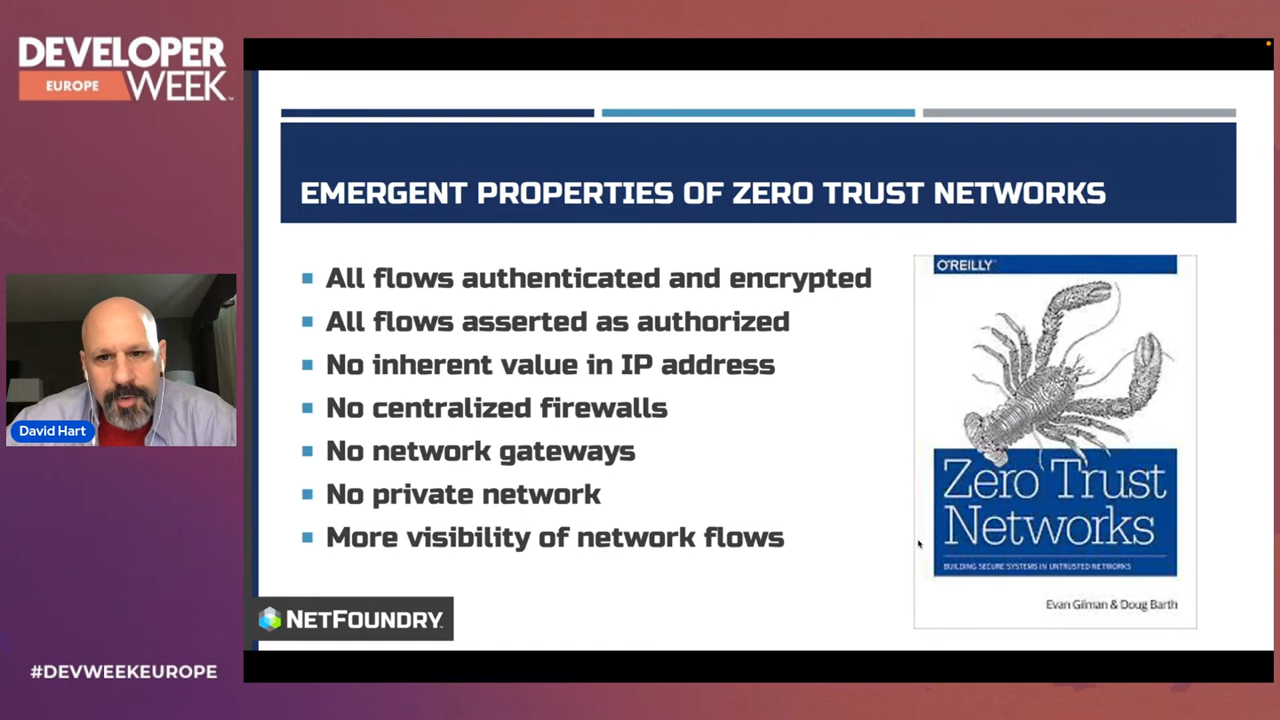 DEVELOPER
EUROPE
WEEK
EMERGENT PROPERTIES OF ZERO TRUST NETWORKS
All flows authenticated and encrypted
All flows asserted as authorized
No inherent value in IP address
No centralized firewalls
No network gateways
No private network
More visibility of network flows
O'REILLY
Zero Trust
Networks
BUILDING SECURE SYSTEMS IN UNTRUSTED NETWORKS
Evan Gilman & Doug Barth
David Hart
NETFOUNDRY
#DEVWEEKEUROPE